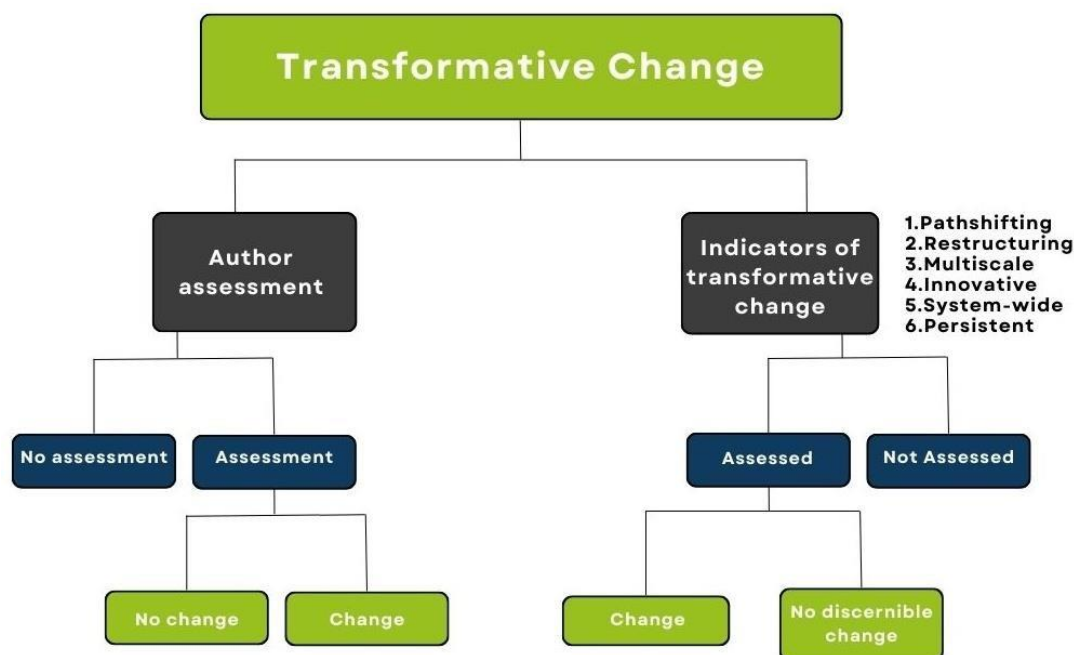 Transformative Change
Author
assessment
Indicators of
transformative
change
1.Pathshifting
2.Restructuring
3.Multiscale
4.Innovative
5.System-wide
6.Persistent
No assessment
Assessment
Assessed
Not Assessed
No change
Change
Change
No discernible
change